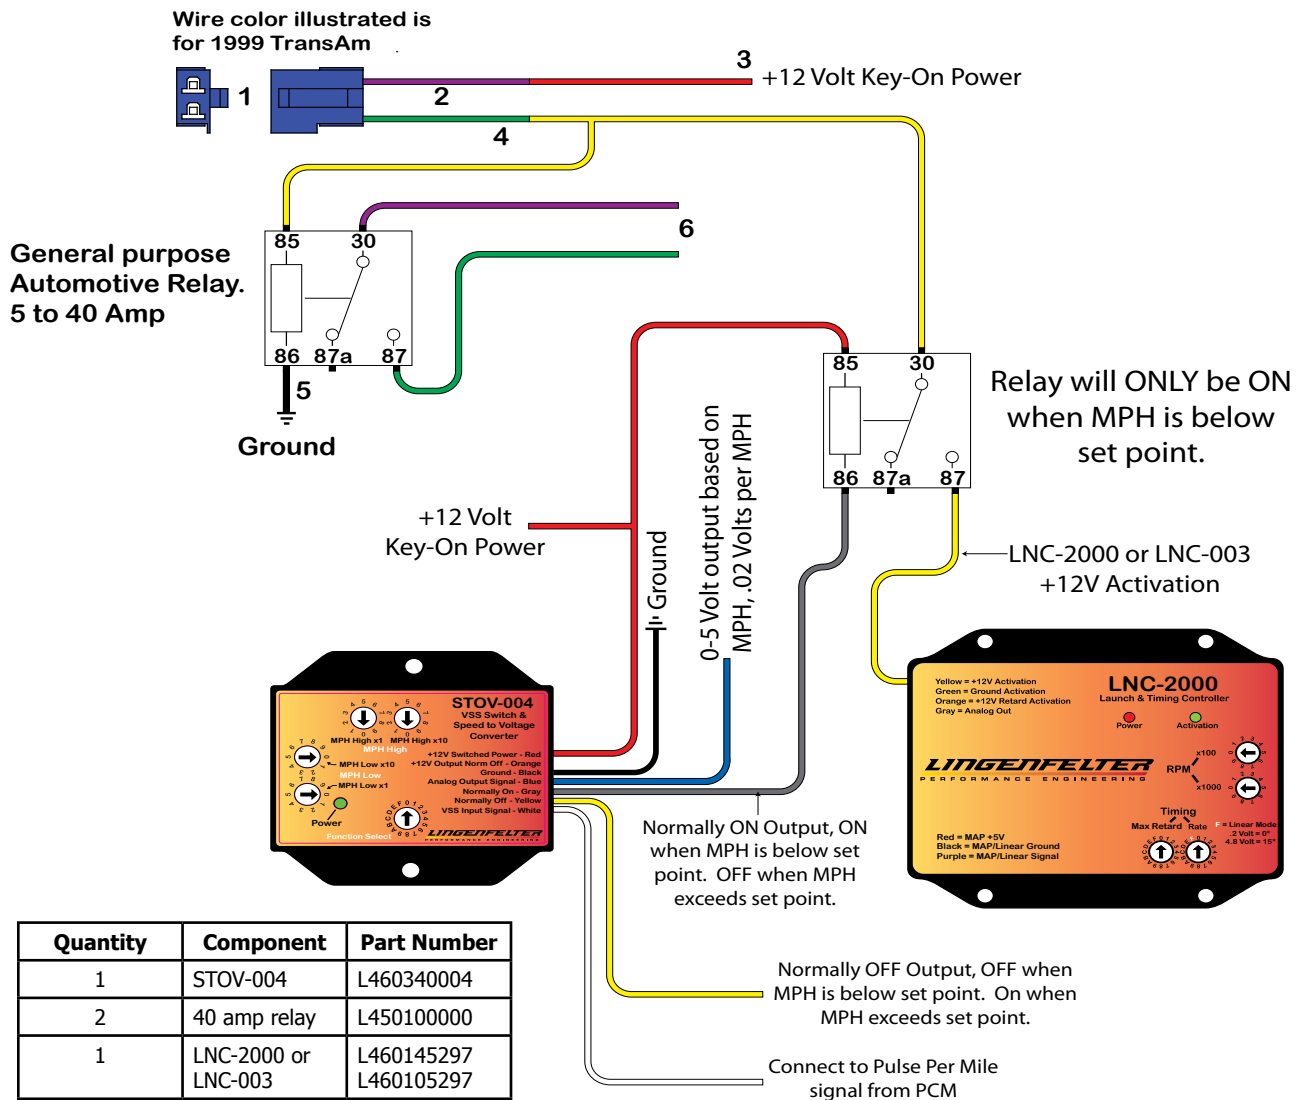 Wire color illustrated is
for 1999 TransAm
1
2
3
+12 Volt Key-On Power
4
6
General purpose
Automotive Relay.
5 to 40 Amp
85
30
86
87a
87
5
Ground
85
30
86
87a
87
Relay will ONLY be ON
when MPH is below
set point.
+12 Volt
Key-On Power
Ground
0-5 Volt output based on
MPH, .02 Volts per MPH
LNC-2000 or LNC-003
+12V Activation
STOV-004
VSS Switch &
Speed to Voltage
Converter
MPH High x1
MPH High x10
MPH High
MPH Low x10
MPH Low
MPH Low x1
Power
Function Select
+12V Switched Power - Red
+12V Output Norm Off - Orange
Ground - Black
Analog Output Signal - Blue
Normally On - Gray
Normally Off - Yellow
VSS Input Signal - White
LINGENFELTER
PERFORMANCE ENGINEERING
Yellow = +12V Activation
Green = Ground Activation
Orange = +12V Retard Activation
Gray = Analog Out
LNC-2000
Launch & Timing Controller
Power
Activation
LINGENFELTER
PERFORMANCE ENGINEERING
x100
RPM
x1000
Timing
Max Retard
Rate
F = Linear Mode
.2 Volt = 0°
4.8 Volt = 15°
Red = MAP +5V
Black = MAP/Linear Ground
Purple = MAP/Linear Signal
Normally ON Output, ON
when MPH is below set
point. OFF when MPH
exceeds set point.
Normally OFF Output, OFF when
MPH is below set point. On when
MPH exceeds set point.
Connect to Pulse Per Mile
signal from PCM
Quantity Component Part Number
1 STOV-004 L460340004
2 40 amp relay L450100000
1 LNC-2000 or L460145297
LNC-003 L460105297